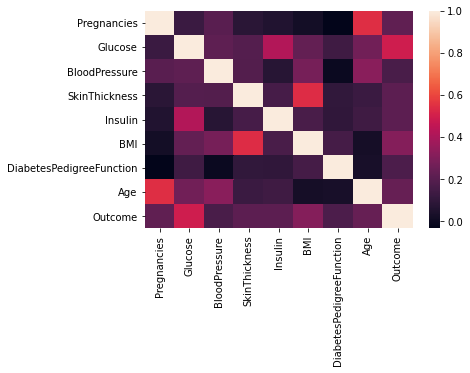 Pregnancies
Glucose
BloodPressure
SkinThickness
Insulin
BMI
DiabetesPedigreeFunction
Age
Outcome
Pregnancies
Glucose
BloodPressure
SkinThickness
Insulin
BMI
DiabetesPedigreeFunction
Age
Outcome
1.0
0.8
0.6
0.4
0.2
0.0